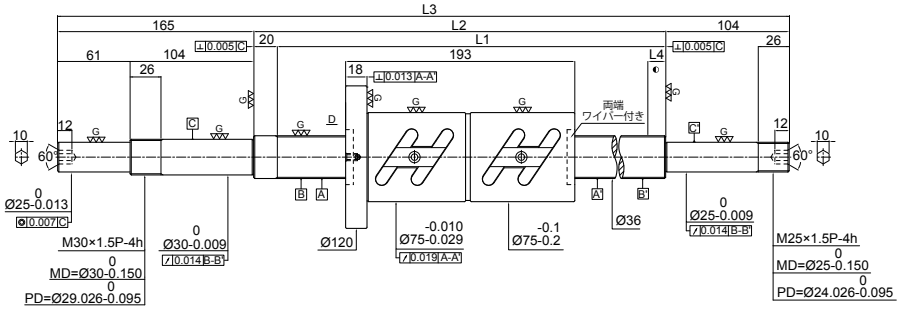 L3
165
L2
104
20
L1
⊥ 0.005 C
⊥ 0.005 C
26
61
104
193
L4
26
18
⊥ 0.013 A-A'
G
G
G
両端
ワイパー付き
10
12
G
C
G
G
D
G
G
C
G
12
10
60°
60°
B
A
A'
B'
0
Ø25-0.013
◎ 0.007 C
0
Ø30-0.009
0.014 B-B'
Ø120
-0.010
Ø75-0.029
0.019 A-A'
-0.1
Ø75-0.2
Ø36
0
Ø25-0.009
0.014 B-B'
M30×1.5P-4h
0
MD=Ø30-0.150
0
PD=Ø29.026-0.095
M25×1.5P-4h
0
MD=Ø25-0.150
0
PD=Ø24.026-0.095